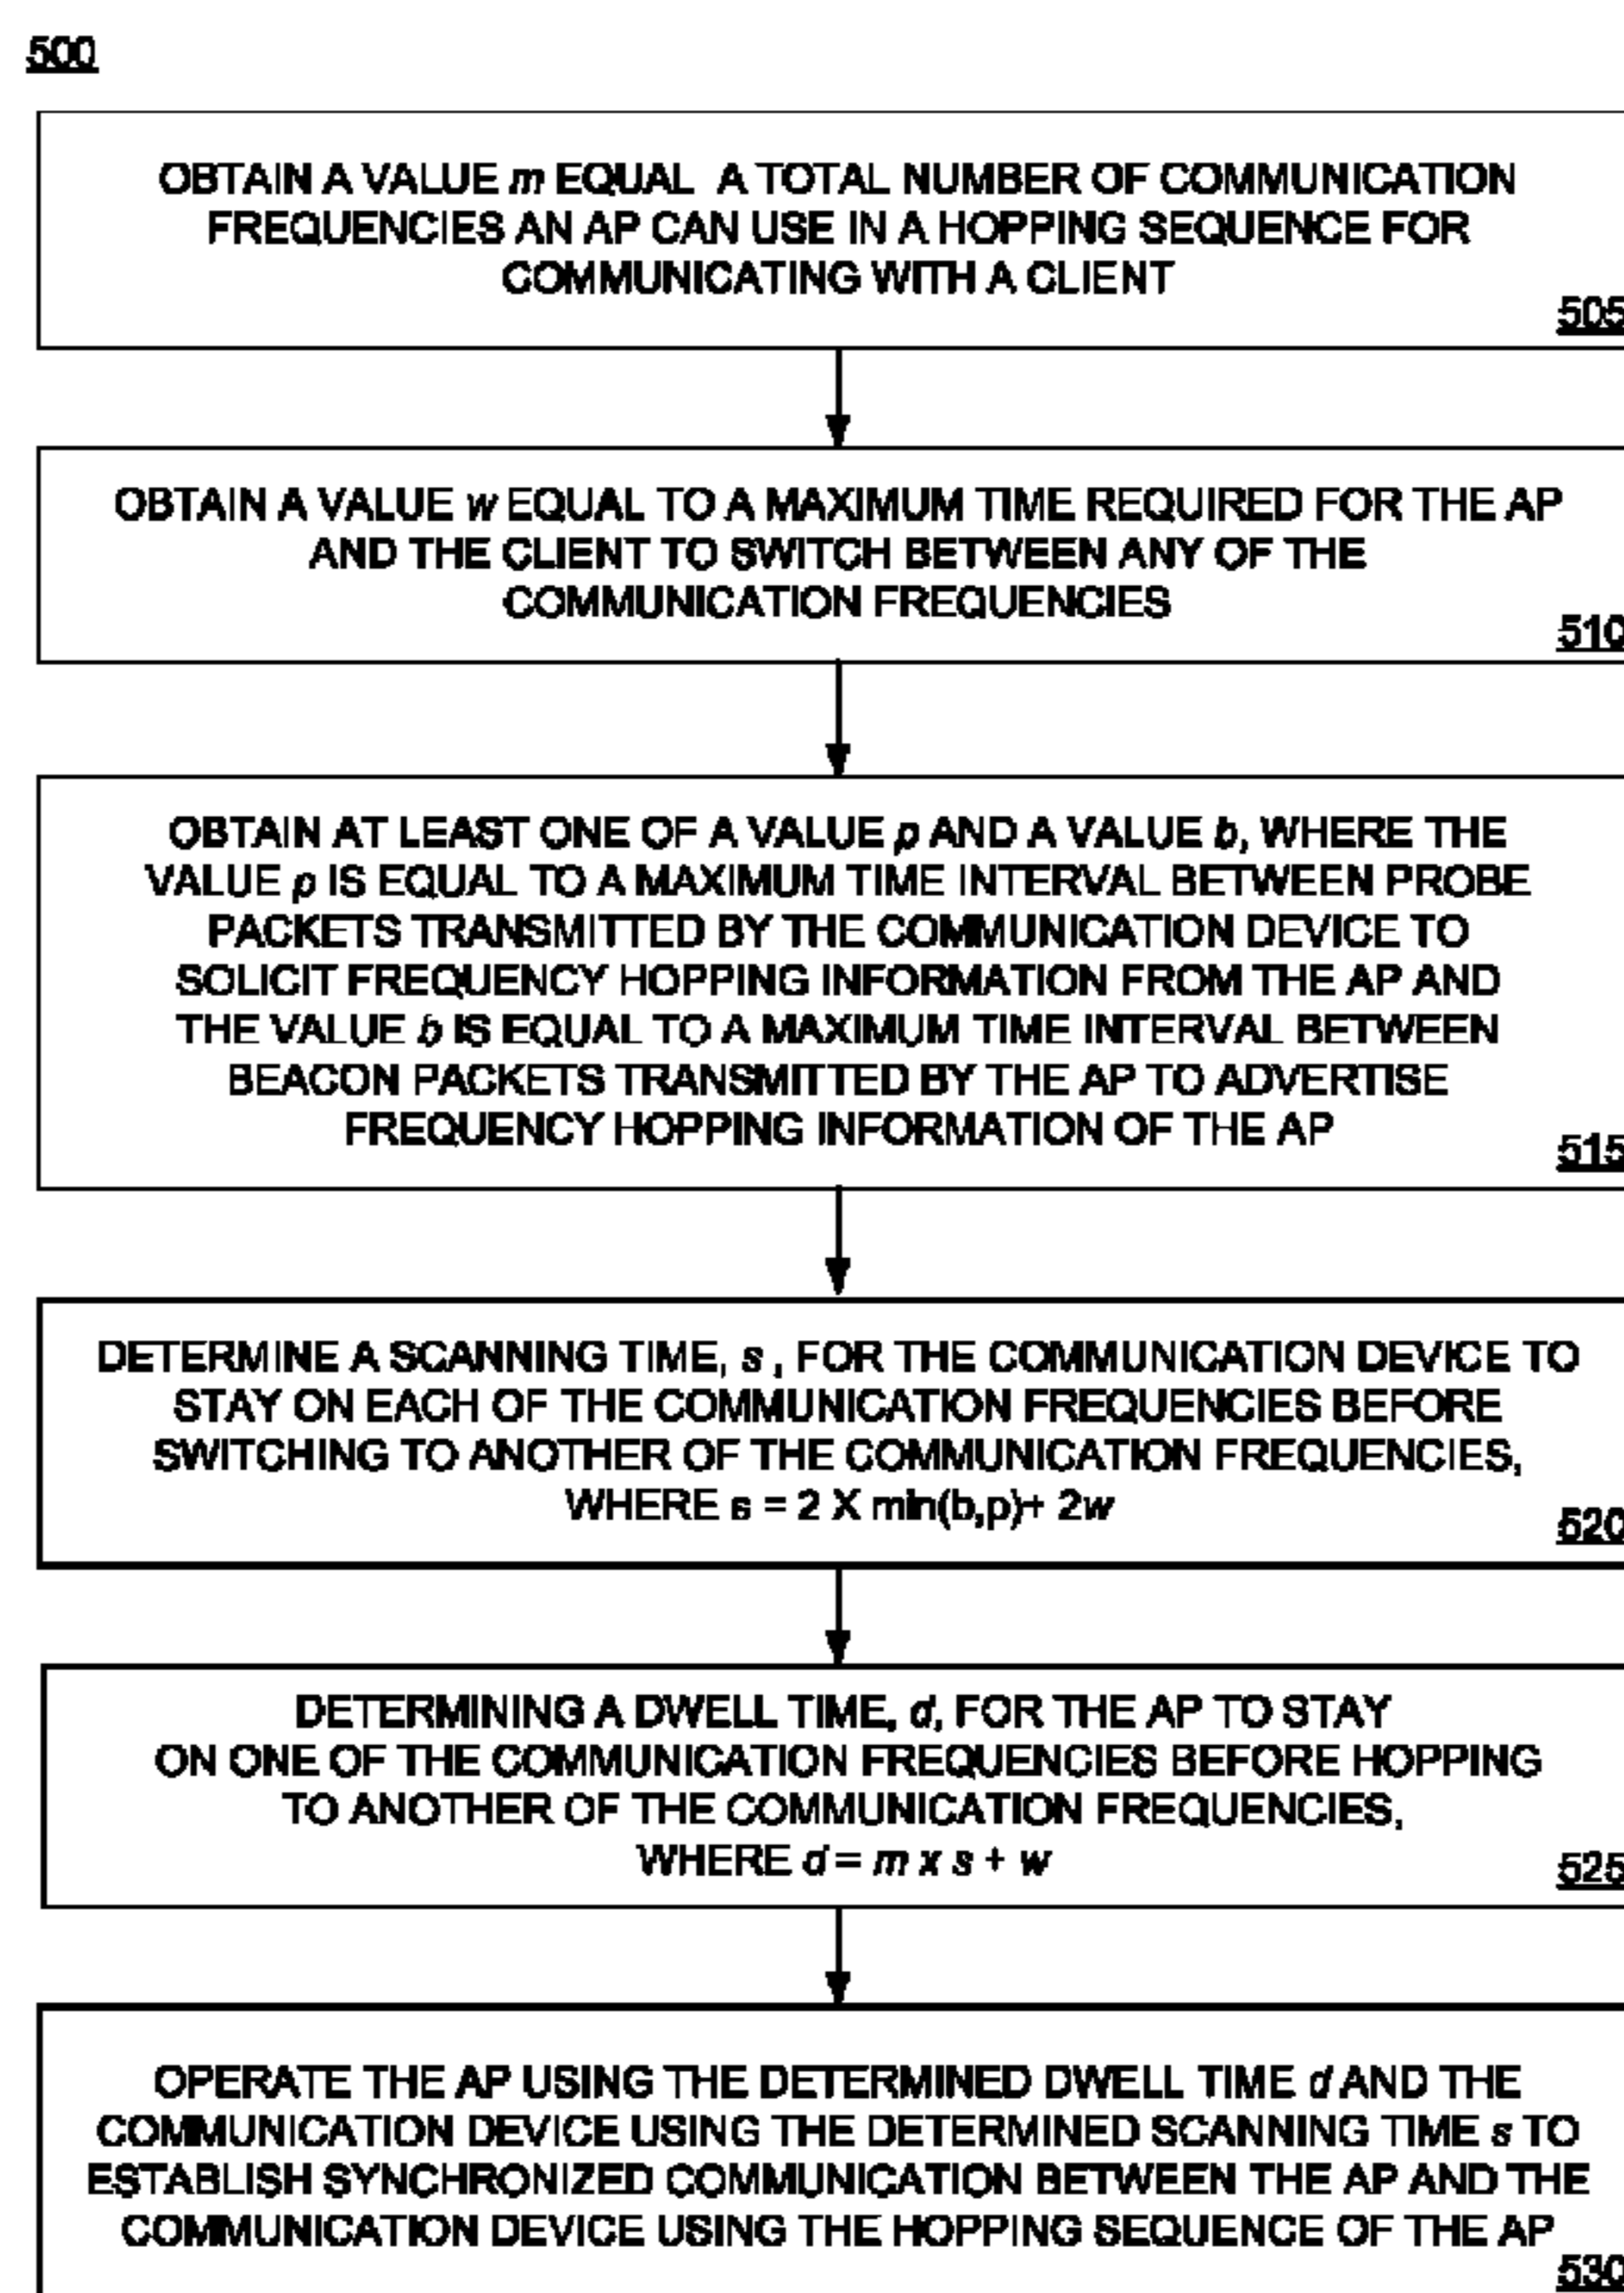 500
OBTAIN A VALUE m EQUAL A TOTAL NUMBER OF COMMUNICATION
FREQUENCIES AN AP CAN USE IN A HOPPING SEQUENCE FOR
COMMUNICATING WITH A CLIENT
505
OBTAIN A VALUE w EQUAL TO A MAXIMUM TIME REQUIRED FOR THE AP
AND THE CLIENT TO SWITCH BETWEEN ANY OF THE
COMMUNICATION FREQUENCIES
510
OBTAIN AT LEAST ONE OF A VALUE p AND A VALUE b, WHERE THE
VALUE p IS EQUAL TO A MAXIMUM TIME INTERVAL BETWEEN PROBE
PACKETS TRANSMITTED BY THE COMMUNICATION DEVICE TO
SOLICIT FREQUENCY HOPPING INFORMATION FROM THE AP AND
THE VALUE b IS EQUAL TO A MAXIMUM TIME INTERVAL BETWEEN
BEACON PACKETS TRANSMITTED BY THE AP TO ADVERTISE
FREQUENCY HOPPING INFORMATION OF THE AP
515
DETERMINE A SCANNING TIME, s , FOR THE COMMUNICATION DEVICE TO
STAY ON EACH OF THE COMMUNICATION FREQUENCIES BEFORE
SWITCHING TO ANOTHER OF THE COMMUNICATION FREQUENCIES,
WHERE s = 2 X min(b,p)+ 2w
520
DETERMINING A DWELL TIME, d, FOR THE AP TO STAY
ON ONE OF THE COMMUNICATION FREQUENCIES BEFORE HOPPING
TO ANOTHER OF THE COMMUNICATION FREQUENCIES,
WHERE d = m x s + w
525
OPERATE THE AP USING THE DETERMINED DWELL TIME d AND THE
COMMUNICATION DEVICE USING THE DETERMINED SCANNING TIME s TO
ESTABLISH SYNCHRONIZED COMMUNICATION BETWEEN THE AP AND THE
COMMUNICATION DEVICE USING THE HOPPING SEQUENCE OF THE AP
530